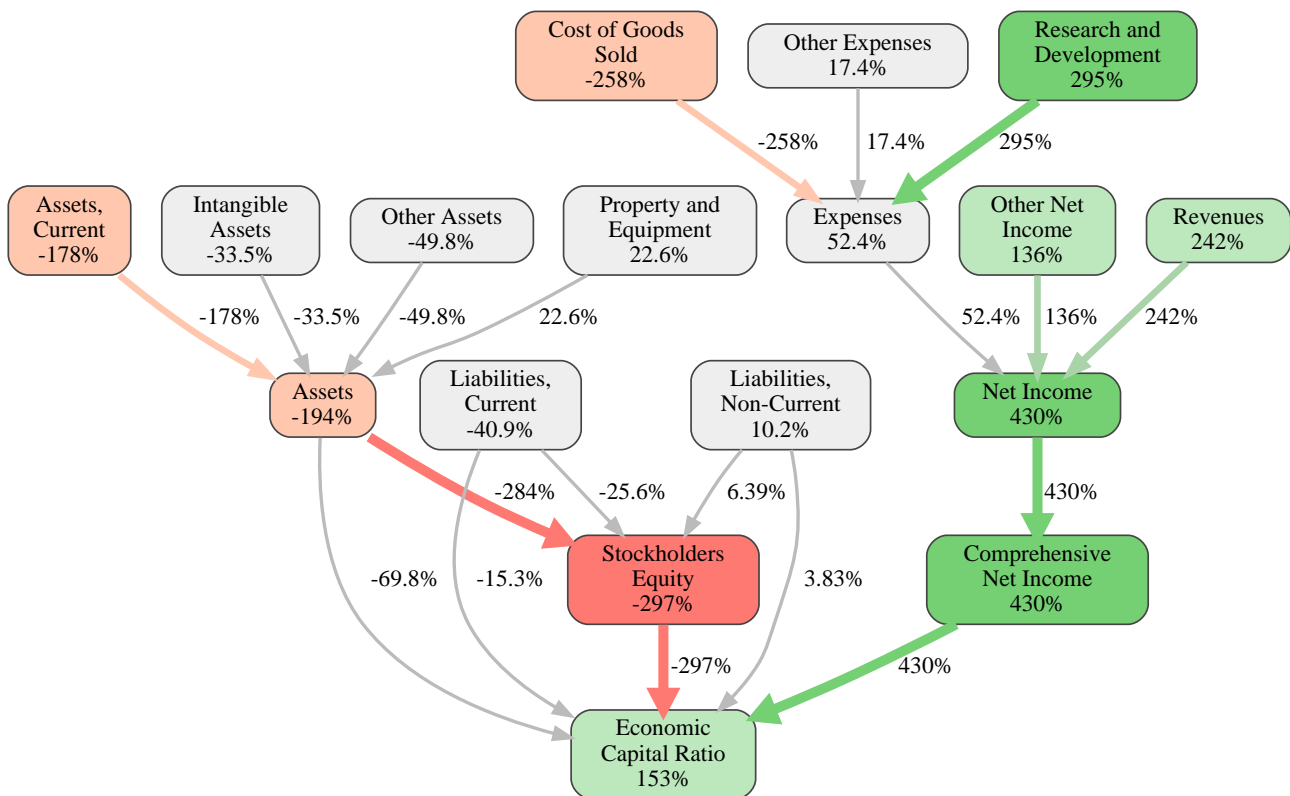 Cost of Goods
Sold
-258%
Other Expenses
17.4%
Research and
Development
295%
-258%
17.4%
295%
Assets,
Current
-178%
Intangible
Assets
-33.5%
Other Assets
-49.8%
Property and
Equipment
22.6%
Expenses
52.4%
Other Net
Income
136%
Revenues
242%
-178%
-33.5%
-49.8%
22.6%
52.4%
136%
242%
Assets
-194%
Liabilities,
Current
-40.9%
Liabilities,
Non-Current
10.2%
Net Income
430%
-284%
-25.6%
6.39%
430%
Stockholders
Equity
-297%
Comprehensive
Net Income
430%
-69.8%
-15.3%
3.83%
-297%
430%
Economic
Capital Ratio
153%